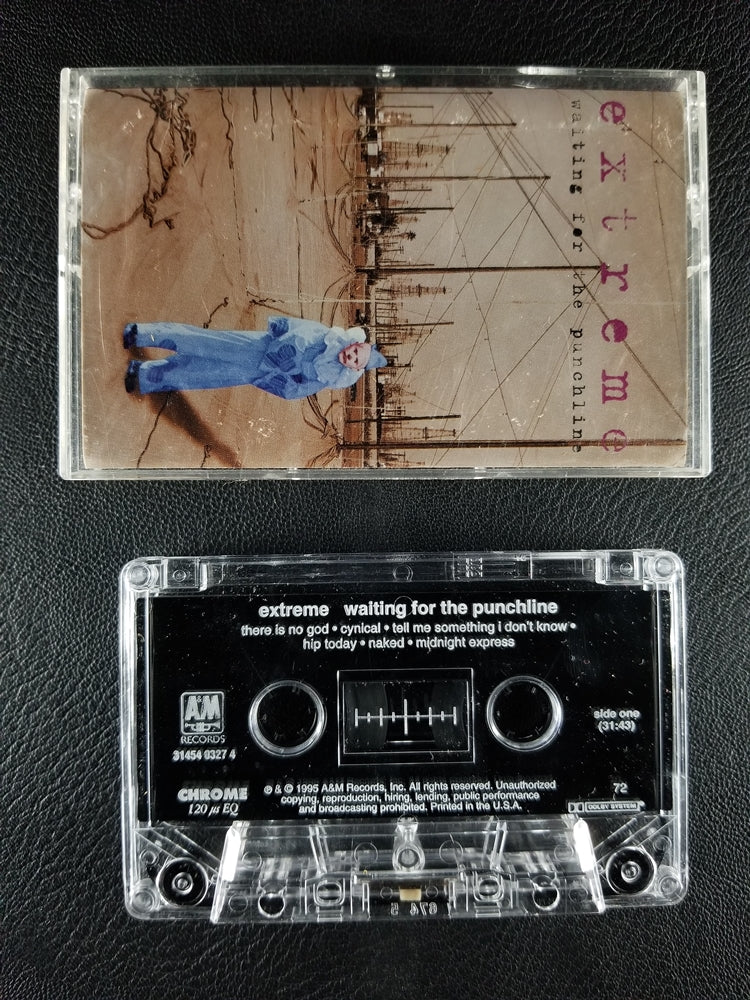 extreme
waiting for the punchline
extreme waiting for the punchline
there is no god • cynical • tell me something i don't know •
hip today • naked • midnight express
A&M
RECORDS
31454 0327 4
side one
(31:43)
CHROME
120 µs EQ
℗ & © 1995 A&M Records, Inc. All rights reserved. Unauthorized
copying, reproduction, hiring, lending, public performance
and broadcasting prohibited. Printed in the U.S.A.
72
DOLBY SYSTEM